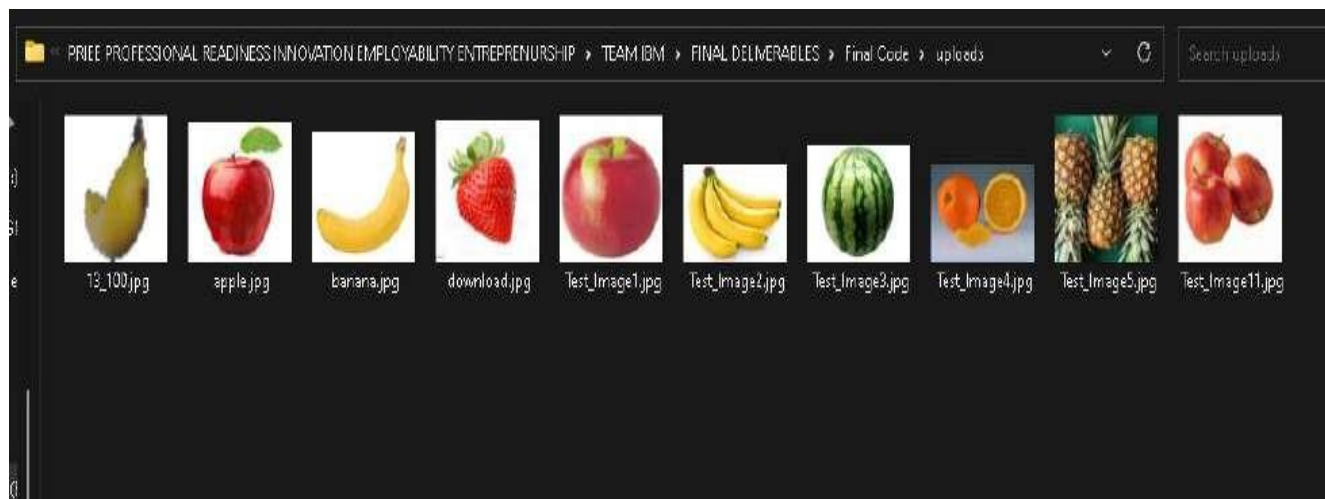 « PRIEE PROFESSIONAL READINESS INNOVATION EMPLOYABILITY ENTREPRENURSHIP > TEAM IBM > FINAL DELIVERABLES > Final Code > uploads
Search uploads
13_100.jpg apple.jpg banana.jpg download.jpg Test_Image1.jpg Test_Image2.jpg Test_Image3.jpg Test_Image4.jpg Test_Image5.jpg Test_Image11.jpg